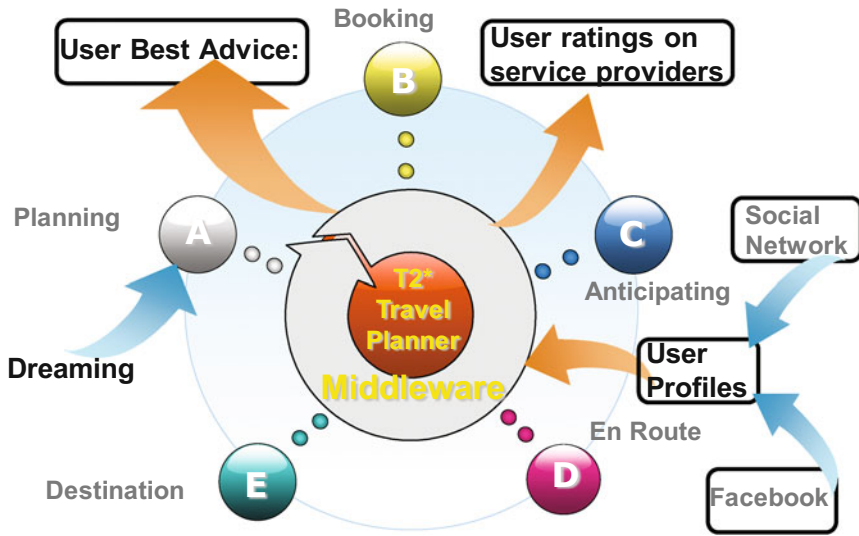 Booking
User Best Advice:
User ratings on
service providers
B
Planning
A
C
Social
Network
T2*
Travel
Planner
Anticipating
Dreaming
User
Profiles
Middleware
En Route
Destination
E
D
Facebook